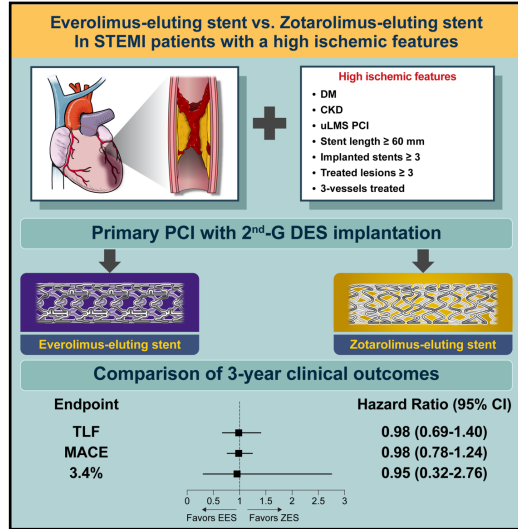 Everolimus-eluting stent vs. Zotarolimus-eluting stent
In STEMI patients with a high ischemic features
High ischemic features
• DM
• CKD
• uLMS PCI
• Stent length ≥ 60 mm
• Implanted stents ≥ 3
• Treated lesions ≥ 3
• 3-vessels treated
Primary PCI with 2nd-G DES implantation
Everolimus-eluting stent
Zotarolimus-eluting stent
Comparison of 3-year clinical outcomes
Endpoint Hazard Ratio (95% CI)
TLF 0.98 (0.69-1.40)
MACE 0.98 (0.78-1.24)
3.4% 0.95 (0.32-2.76)
0 0.5 1 1.5 2 2.5 3
Favors EES Favors ZES